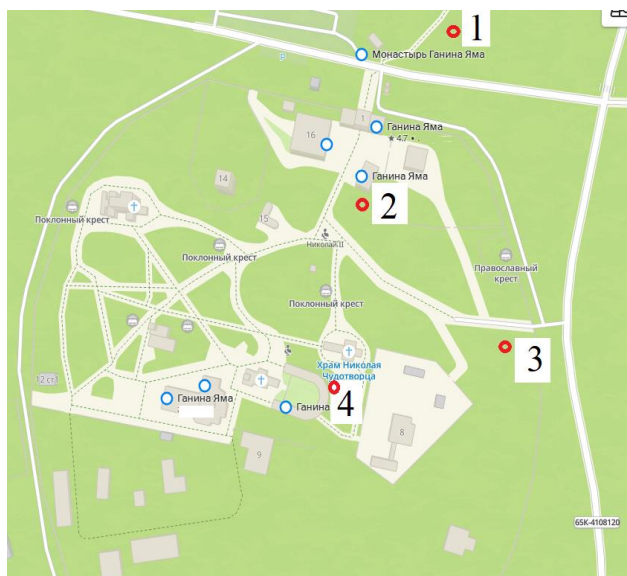 1
Монастырь Ганина Яма
1
Ганина Яма
4.7
16
Ганина Яма
14
2
15
Поклонный крест
Николай II
Поклонный крест
Православный
крест
Поклонный крест
3
Храм Николая
Чудотворца
12 ст1
4
Ганина Яма
Ганина
8
9
65К-4108120